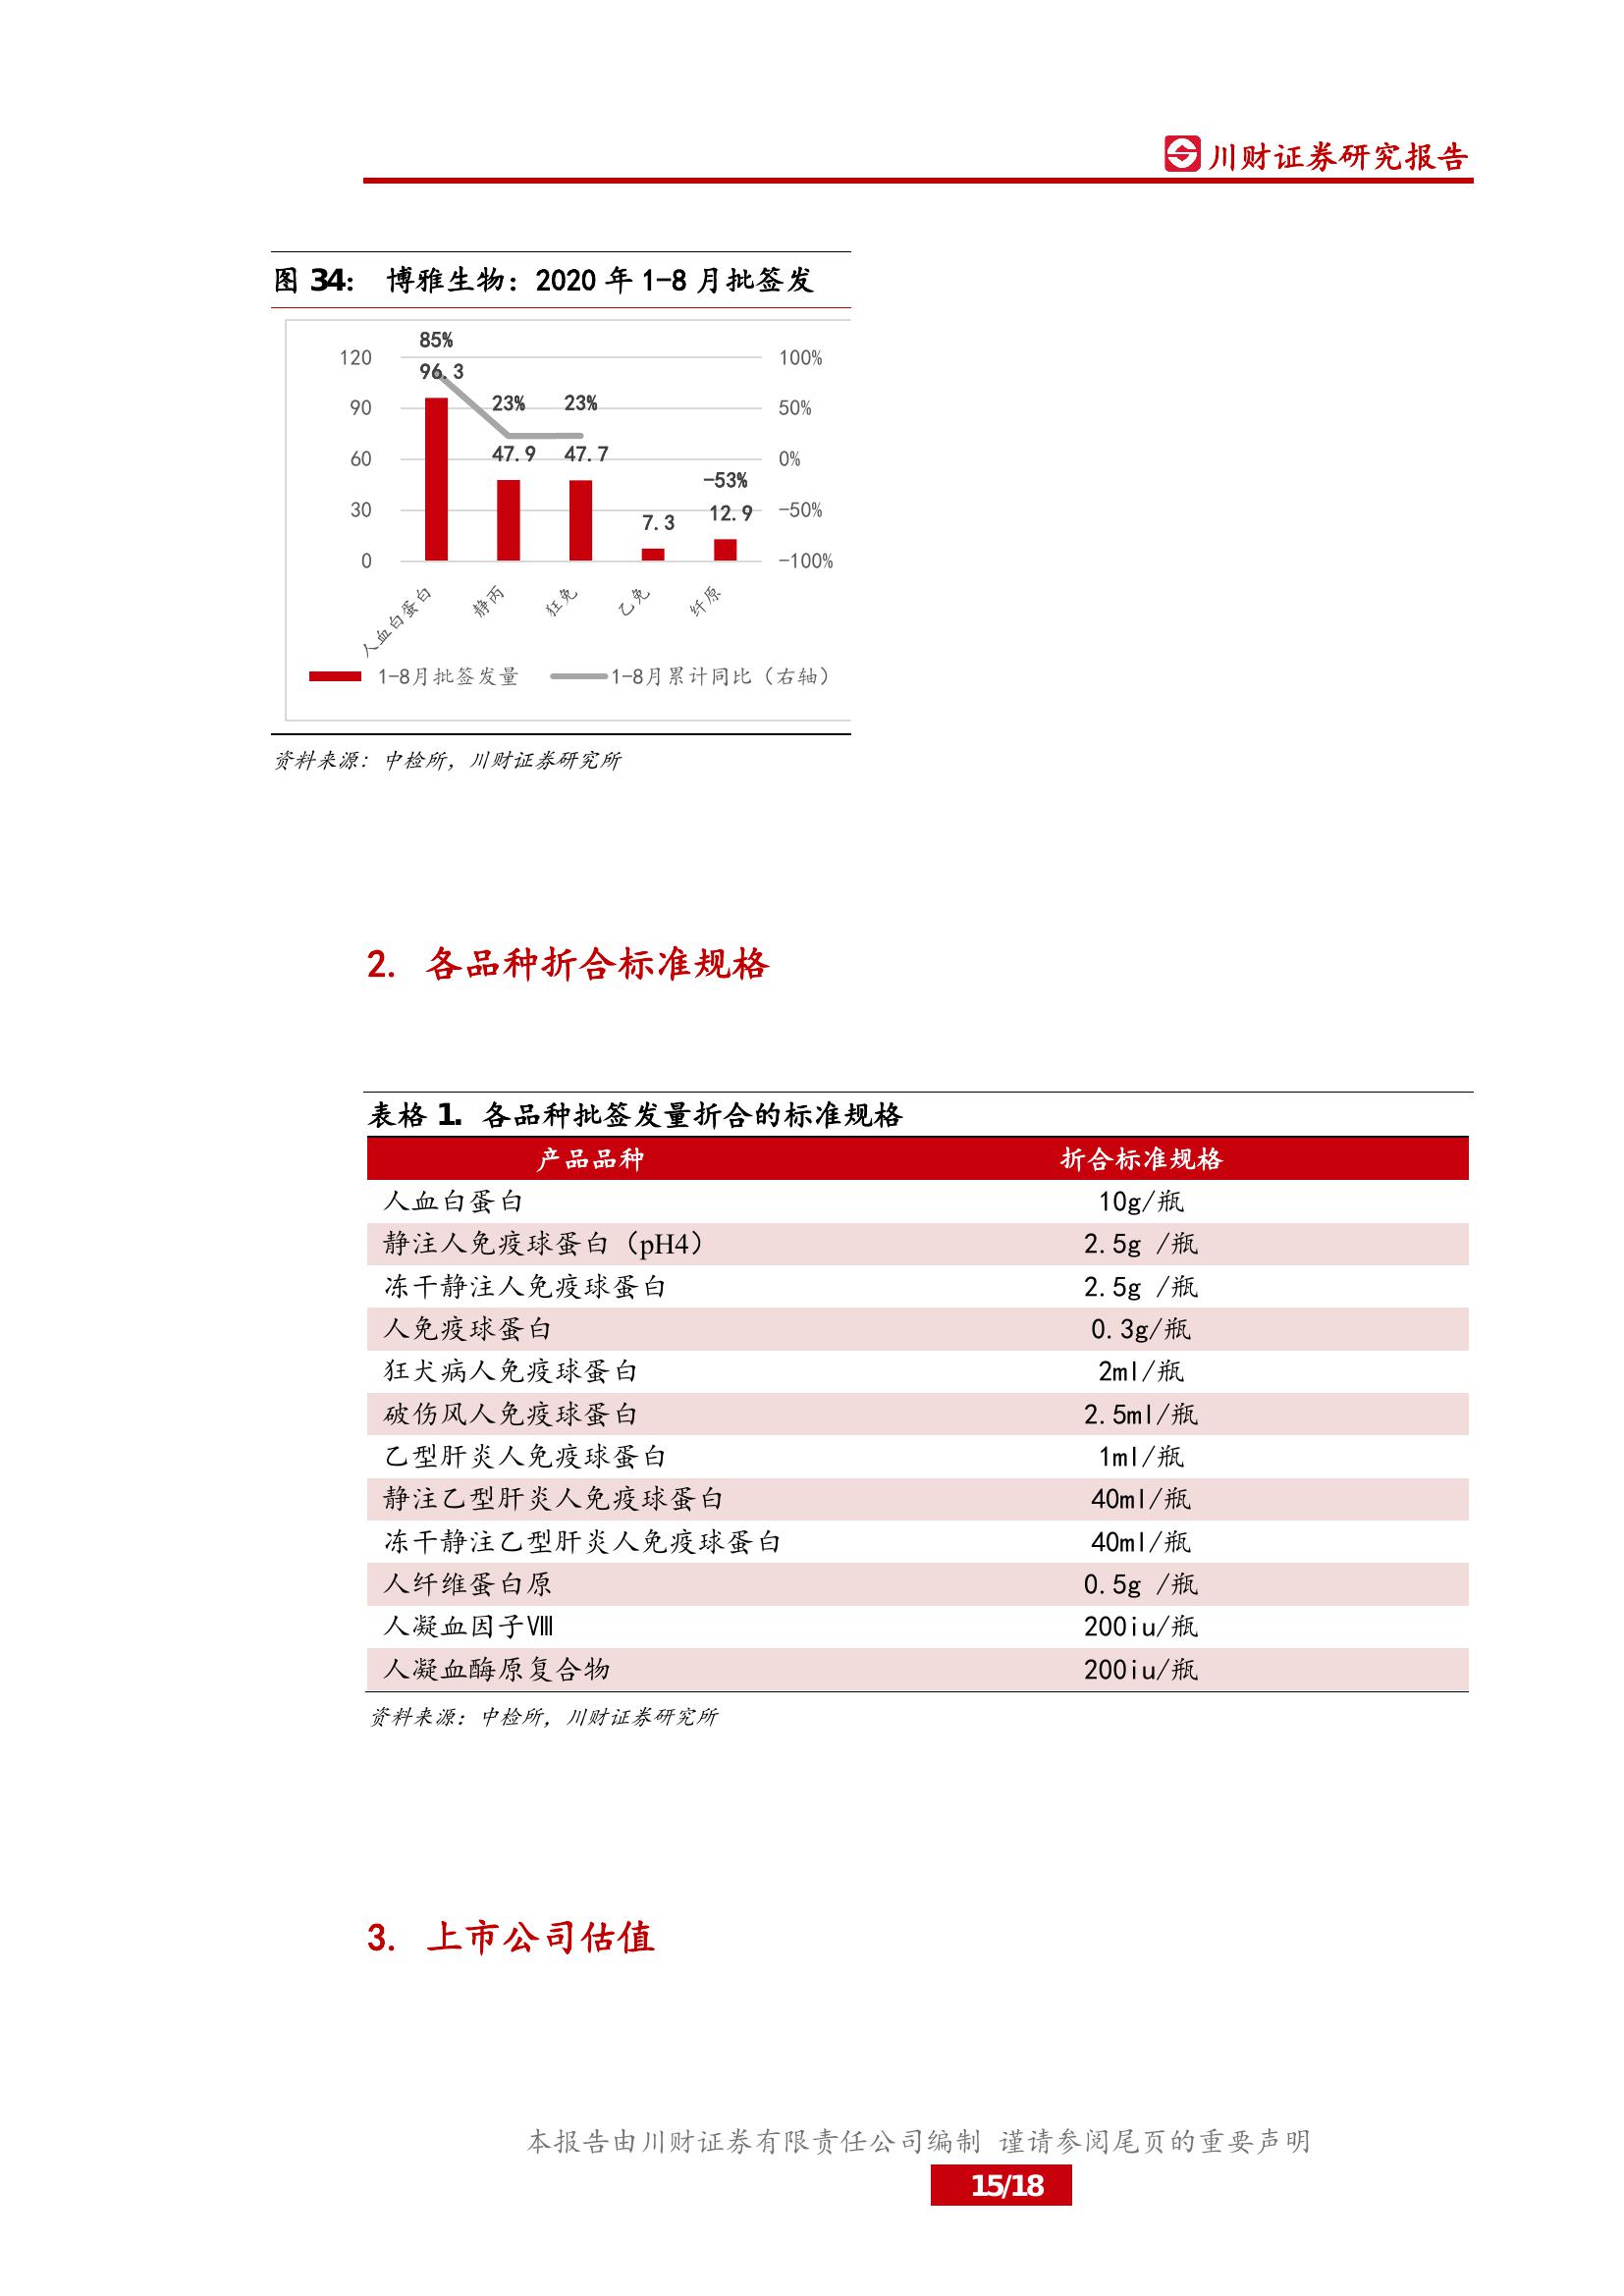 川财证券研究报告
图 34: 博雅生物：2020 年 1-8 月批签发
85%
120
100%
96.3
90
23%
23%
50%
60
47.9
47.7
0%
-53%
30
7.3
12.9
-50%
0
-100%
人血白蛋白
静丙
狂免
乙免
纤原
1-8月批签发量
1-8月累计同比（右轴）
资料来源：中检所，川财证券研究所
2. 各品种折合标准规格
表格 1. 各品种批签发量折合的标准规格
产品品种 折合标准规格
人血白蛋白 10g/瓶
静注人免疫球蛋白（pH4） 2.5g /瓶
冻干静注人免疫球蛋白 2.5g /瓶
人免疫球蛋白 0.3g/瓶
狂犬病人免疫球蛋白 2ml/瓶
破伤风人免疫球蛋白 2.5ml/瓶
乙型肝炎人免疫球蛋白 1ml/瓶
静注乙型肝炎人免疫球蛋白 40ml/瓶
冻干静注乙型肝炎人免疫球蛋白 40ml/瓶
人纤维蛋白原 0.5g /瓶
人凝血因子Ⅷ 200iu/瓶
人凝血酶原复合物 200iu/瓶
资料来源：中检所，川财证券研究所
3. 上市公司估值
本报告由川财证券有限责任公司编制 谨请参阅尾页的重要声明
15/18